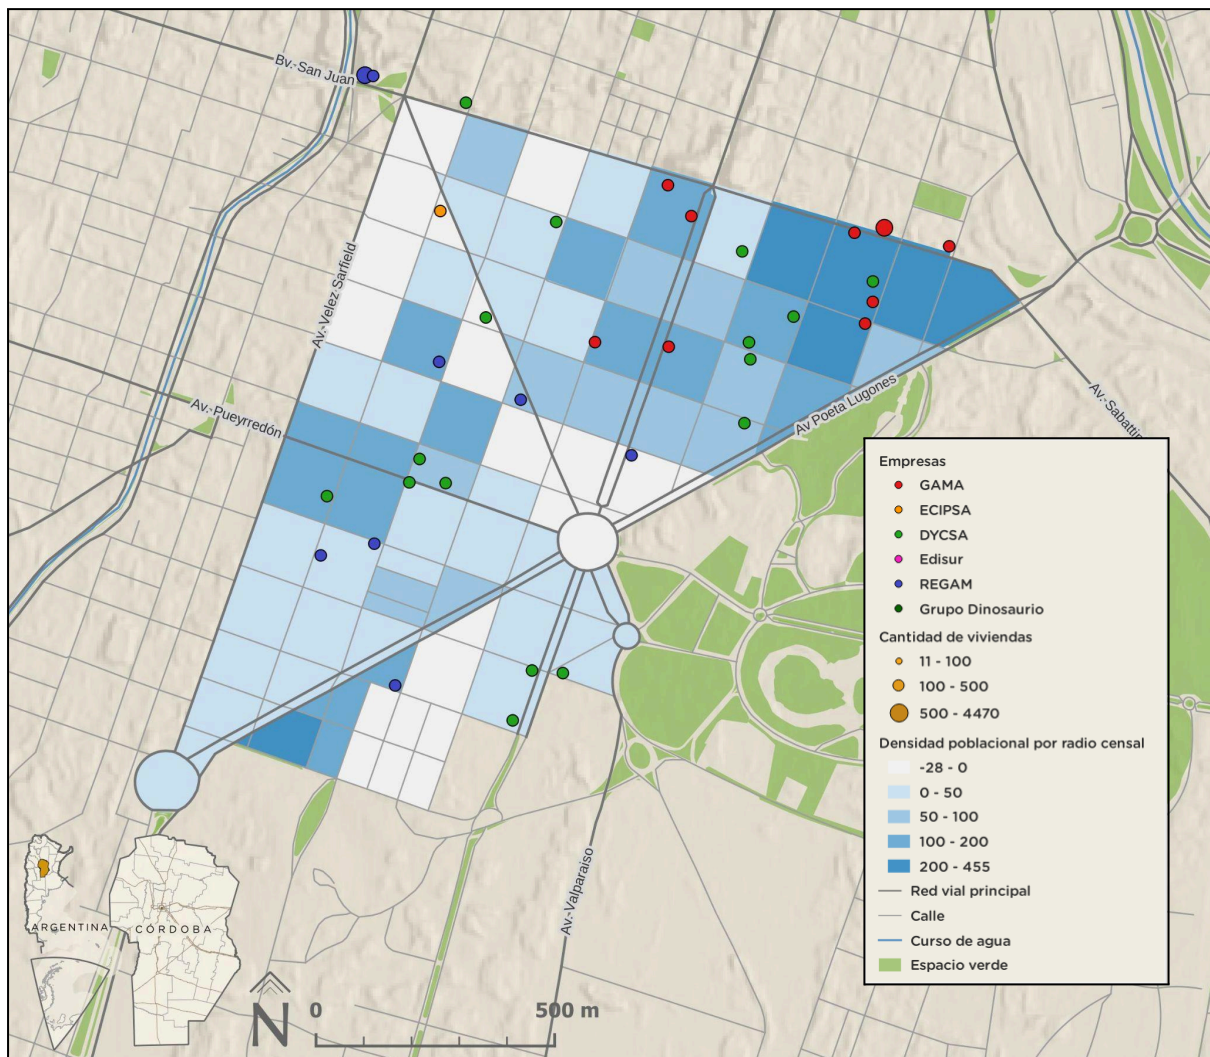 Bv.-San Juan
Av.-Velez-Sarfield
Av.-Pueyrredón
Av Poeta Lugones
Av.-Sabattin
Av.-Valparaiso
Empresas
GAMA
ECIPSA
DYCSA
Edisur
REGAM
Grupo Dinosaurio
Cantidad de viviendas
11 - 100
100 - 500
500 - 4470
Densidad poblacional por radio censal
-28 - 0
0 - 50
50 - 100
100 - 200
200 - 455
Red vial principal
Calle
Curso de agua
Espacio verde
ARGENTINA
CÓRDOBA
N
0
500 m